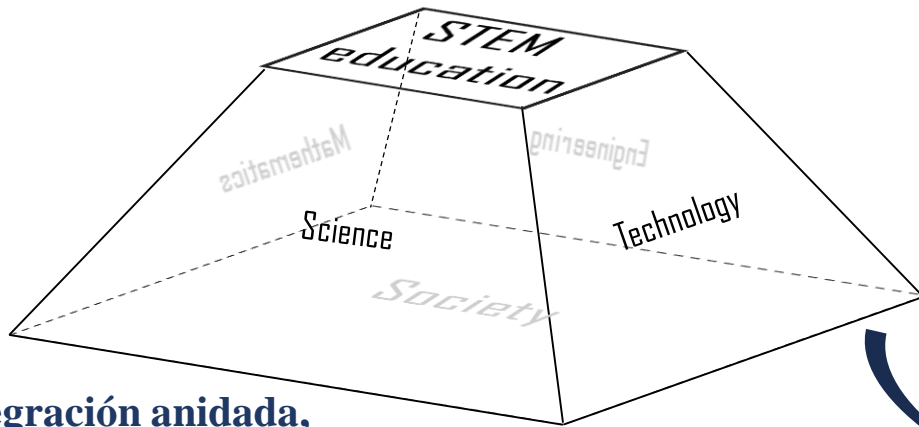 STEM
education
Mathematics
Engineering
Science
Technology
Society
egración anidada,